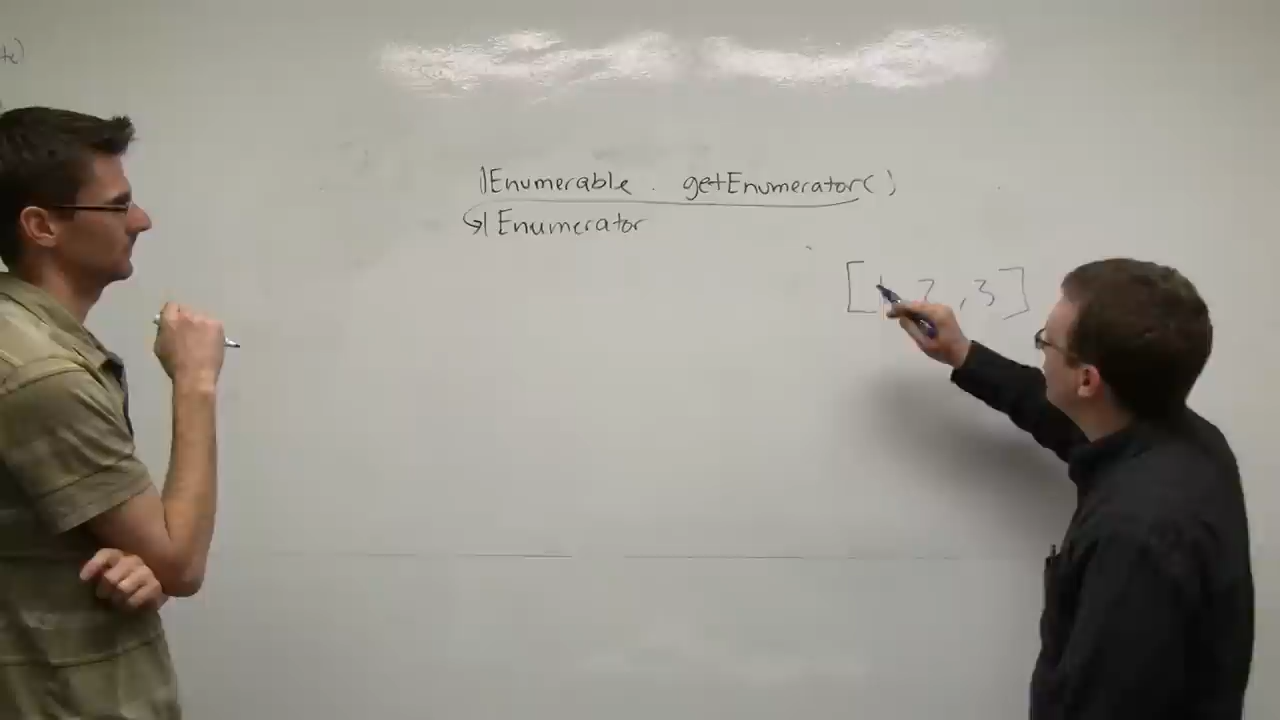 IEnumerable . getEnumerator()
↳IEnumerator
[1, 2, 3]